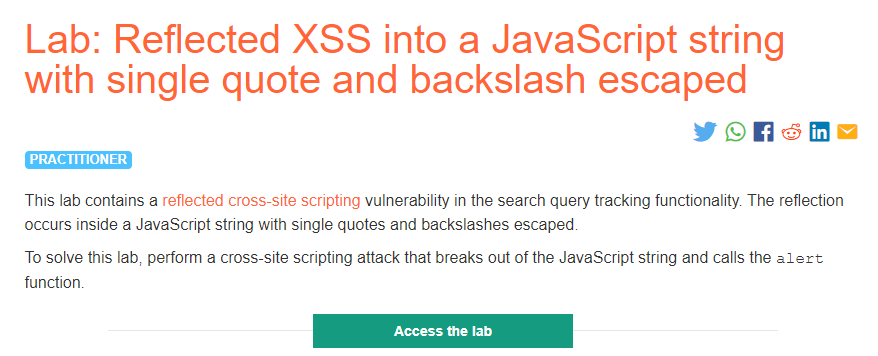 Lab: Reflected XSS into a JavaScript string
with single quote and backslash escaped
PRACTITIONER
This lab contains a reflected cross-site scripting vulnerability in the search query tracking functionality. The reflection
occurs inside a JavaScript string with single quotes and backslashes escaped.
To solve this lab, perform a cross-site scripting attack that breaks out of the JavaScript string and calls the alert
function.
Access the lab